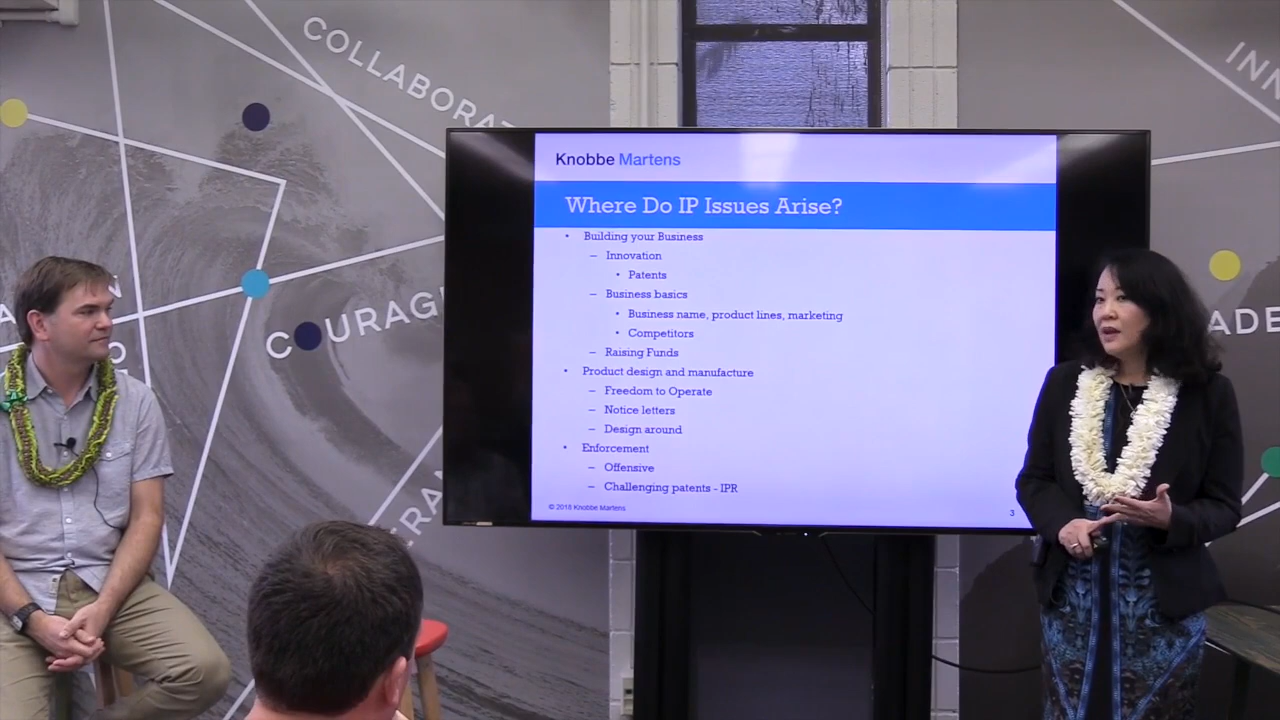 COLLABORAT
INN
COURAG
ADE
Knobbe Martens
Where Do IP Issues Arise?
• Building your Business
– Innovation
• Patents
– Business basics
• Business name, product lines, marketing
• Competitors
– Raising Funds
• Product design and manufacture
– Freedom to Operate
– Notice letters
– Design around
• Enforcement
– Offensive
– Challenging patents - IPR
© 2018 Knobbe Martens
3